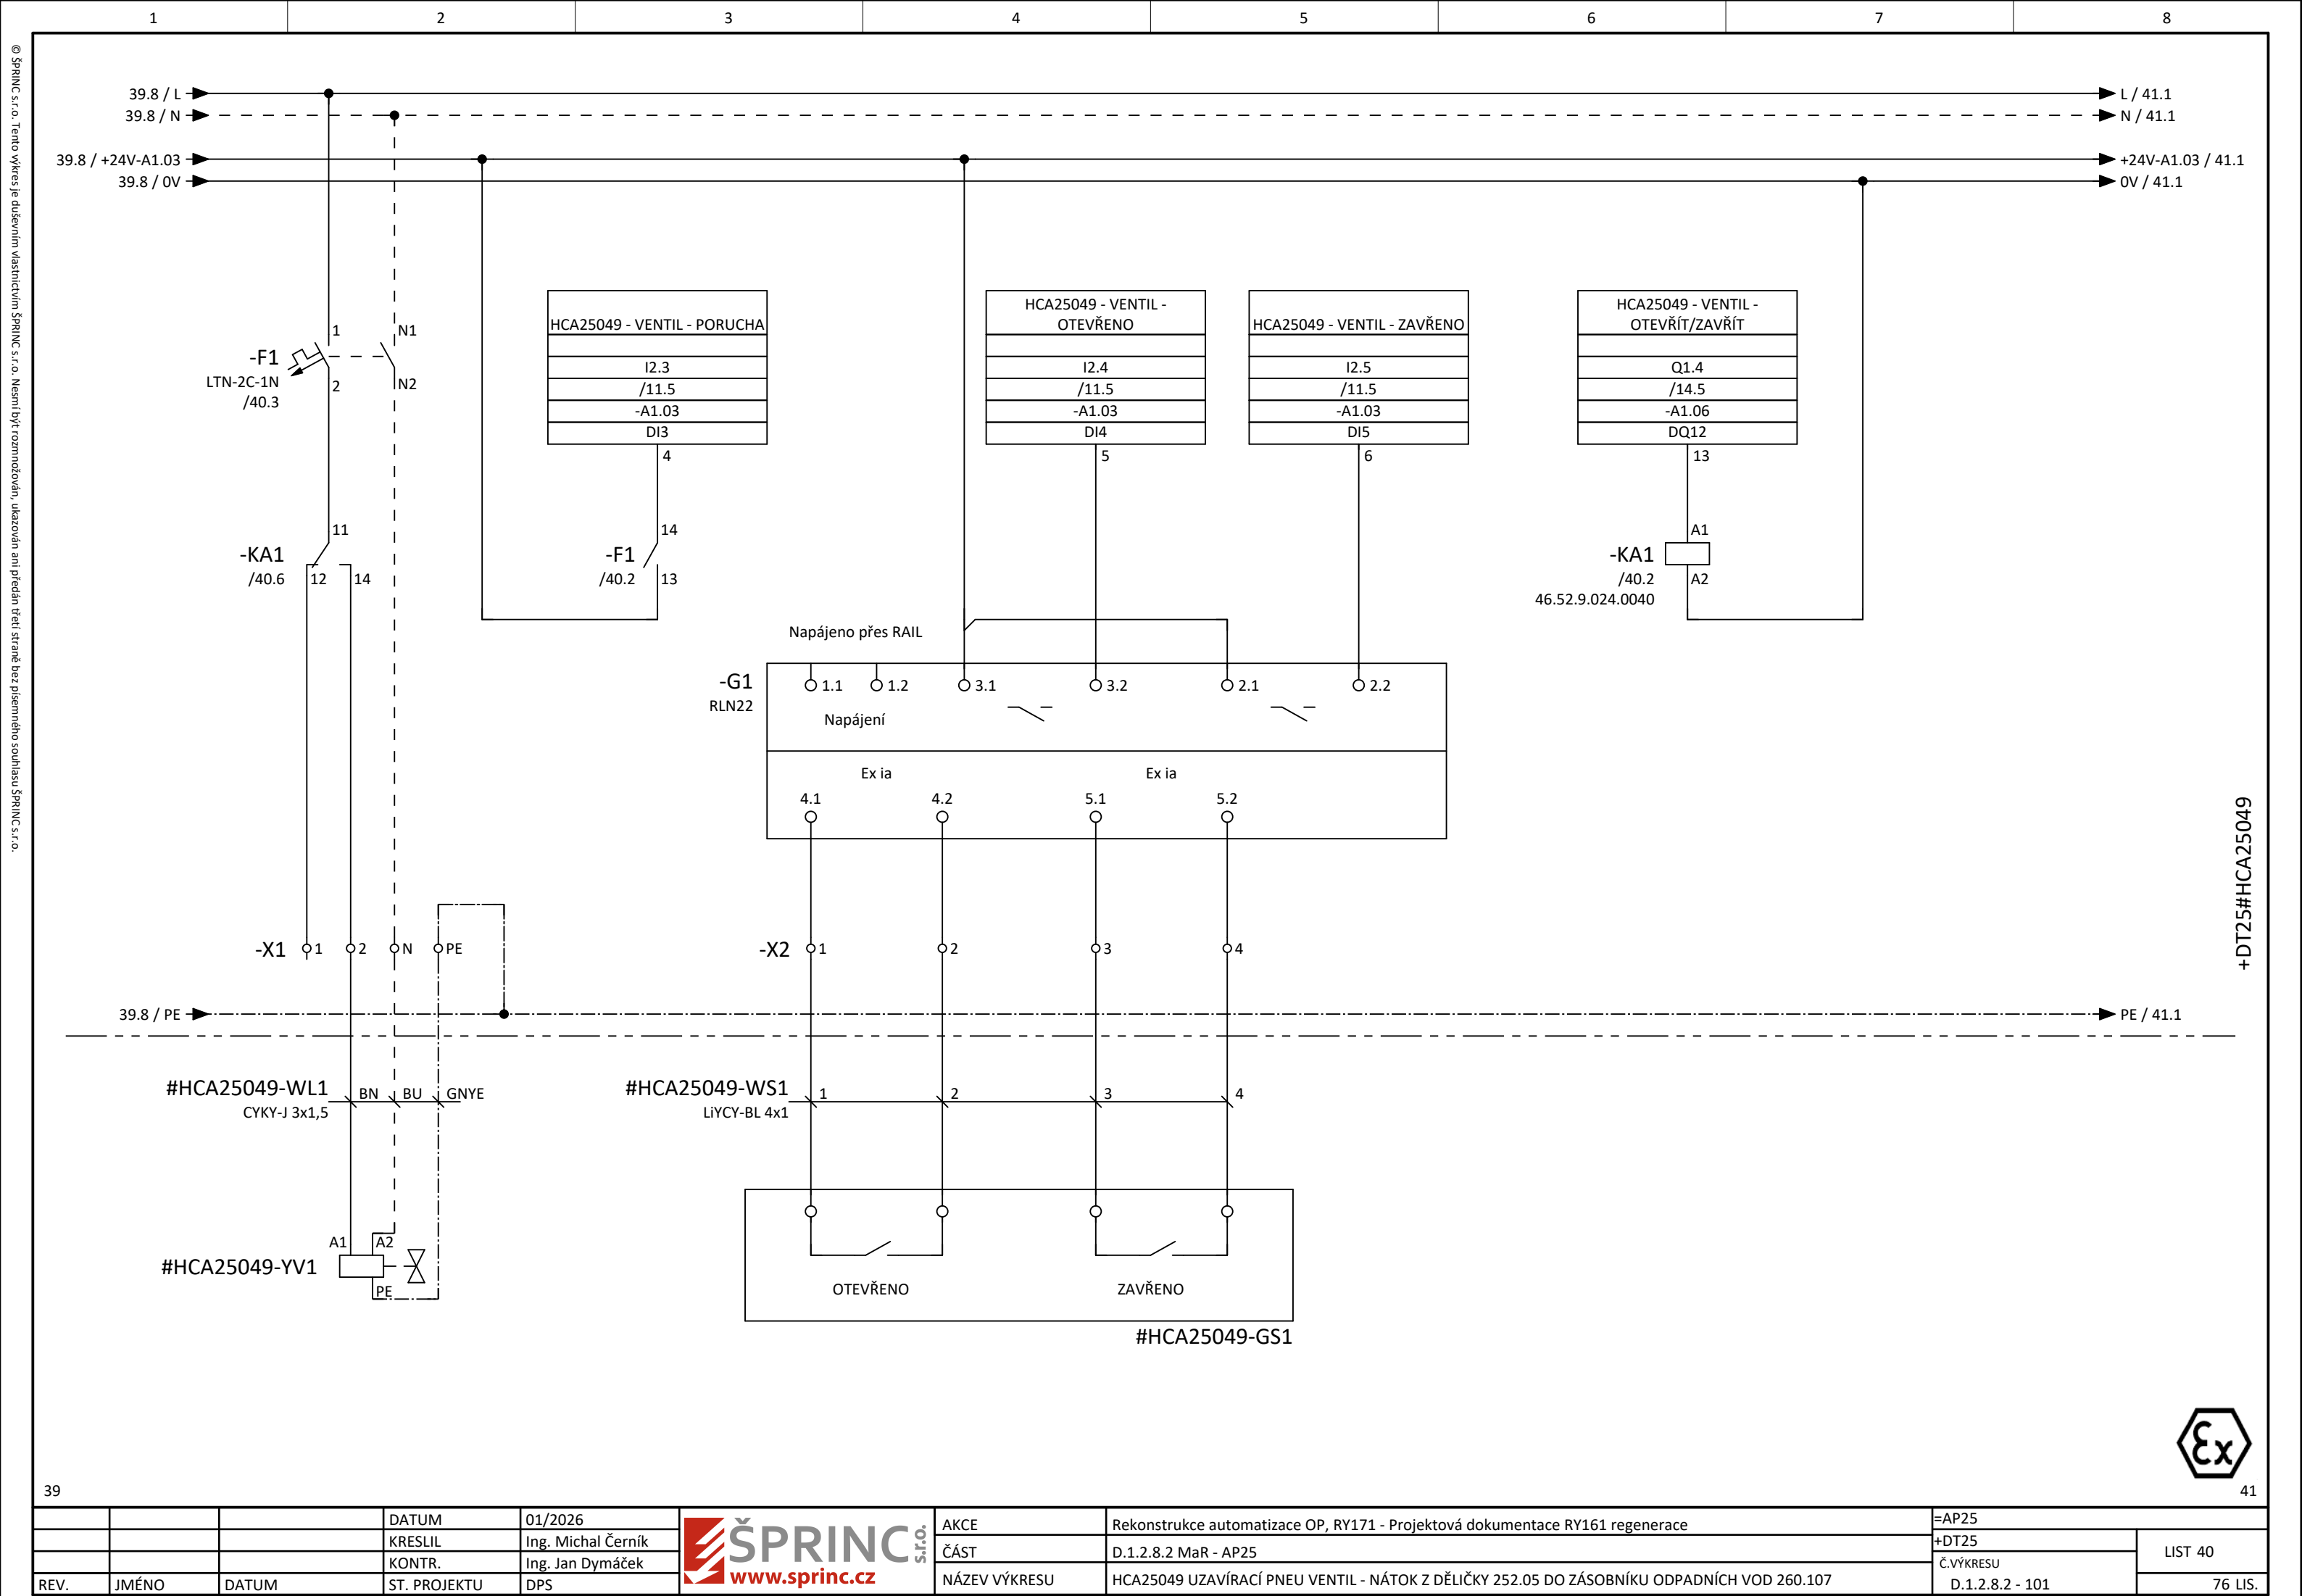 1 2 3 4 5 6 7 8
© ŠPRINC s.r.o. Tento výkres je duševním vlastnictvím ŠPRINC s.r.o. Nesmí být rozmnožován, ukazován ani předán třetí straně bez písemného souhlasu ŠPRINC s.r.o.
39.8 / L
L / 41.1
39.8 / N
N / 41.1
39.8 / +24V-A1.03
+24V-A1.03 / 41.1
39.8 / 0V
0V / 41.1
HCA25049 - VENTIL - PORUCHA
I2.3
/11.5
-A1.03
DI3
4
HCA25049 - VENTIL -
OTEVŘENO
I2.4
/11.5
-A1.03
DI4
5
HCA25049 - VENTIL - ZAVŘENO
I2.5
/11.5
-A1.03
DI5
6
HCA25049 - VENTIL -
OTEVŘÍT/ZAVŘÍT
Q1.4
/14.5
-A1.06
DQ12
13
1 N1
-F1
LTN-2C-1N
/40.3
2 N2
11
-KA1
/40.6
12 14
14
-F1
/40.2
13
A1
-KA1
/40.2
A2
46.52.9.024.0040
Napájeno přes RAIL
-G1
RLN22
1.1 1.2 3.1 3.2 2.1 2.2
Napájení
Ex ia Ex ia
4.1 4.2 5.1 5.2
-X1 1 2 N PE
-X2 1 2 3 4
+DT25#HCA25049
39.8 / PE
PE / 41.1
#HCA25049-WL1
CYKY-J 3x1,5
BN BU GNYE
#HCA25049-WS1
LiYCY-BL 4x1
1 2 3 4
A1 A2
#HCA25049-YV1
PE
OTEVŘENO ZAVŘENO
#HCA25049-GS1
Ex
39
41
DATUM 01/2026
KRESLIL Ing. Michal Černík
KONTR. Ing. Jan Dymáček
REV. JMÉNO DATUM ST. PROJEKTU DPS
ŠPRINC s.r.o.
www.sprinc.cz
AKCE Rekonstrukce automatizace OP, RY171 - Projektová dokumentace RY161 regenerace
ČÁST D.1.2.8.2 MaR - AP25
NÁZEV VÝKRESU HCA25049 UZAVÍRACÍ PNEU VENTIL - NÁTOK Z DĚLIČKY 252.05 DO ZÁSOBNÍKU ODPADNÍCH VOD 260.107
=AP25
+DT25
LIST 40
Č.VÝKRESU
D.1.2.8.2 - 101
76 LIS.